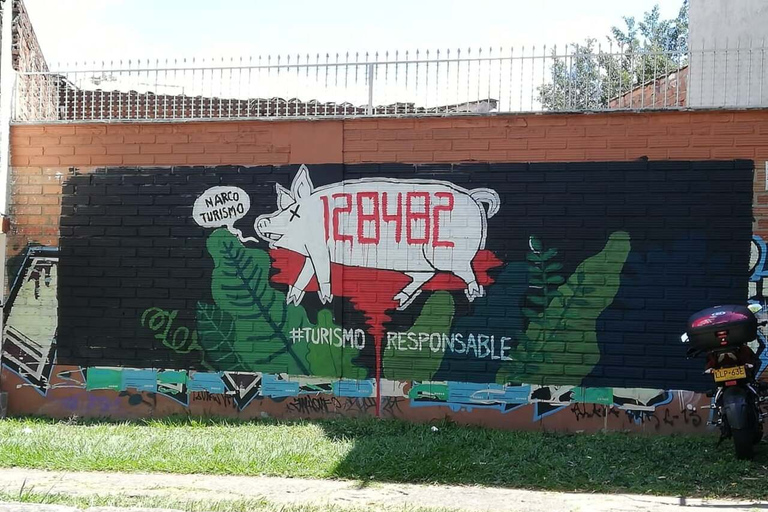 NARCO
TURISMO
128482
#TURISMO RESPONSABLE